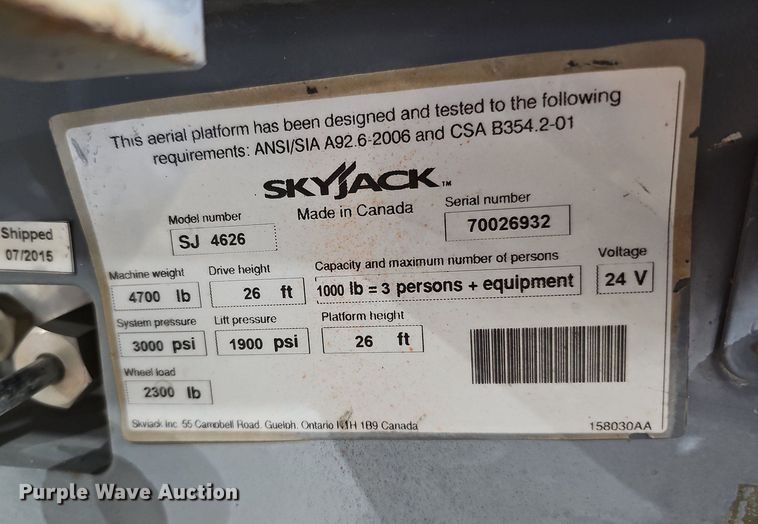 This aerial platform has been designed and tested to the following
requirements: ANSI/SIA A92.6-2006 and CSA B354.2-01
SKYJACK™
Made in Canada
Model number
SJ 4626
Serial number
70026932
Shipped
07/2015
Machine weight
4700 lb
Drive height
26 ft
Capacity and maximum number of persons
1000 lb = 3 persons + equipment
Voltage
24 V
System pressure
3000 psi
Lift pressure
1900 psi
Platform height
26 ft
Wheel load
2300 lb
Skyjack Inc. 55 Campbell Road, Guelph, Ontario N1H 1B9 Canada
158030AA
Purple Wave Auction